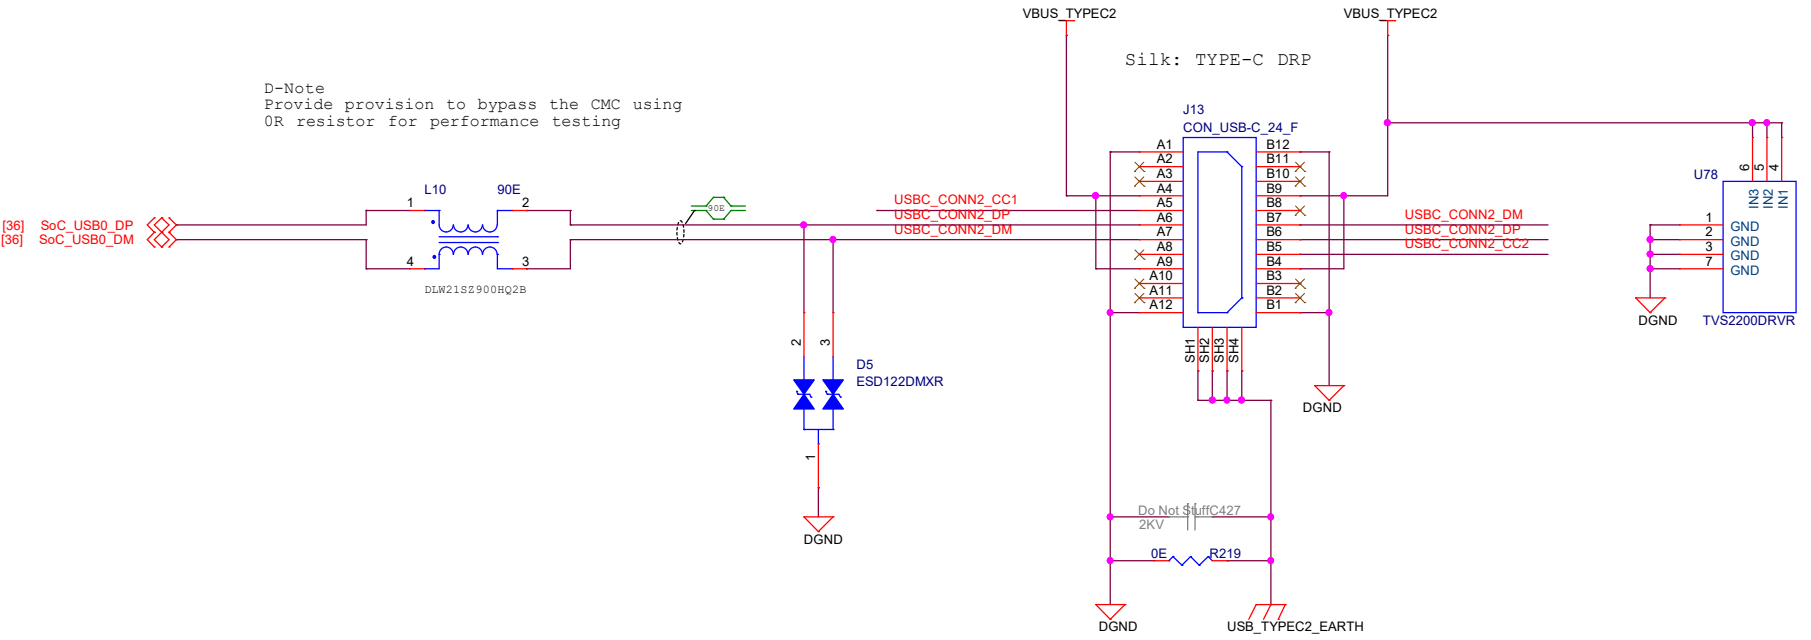 VBUS_TYPEC2
VBUS_TYPEC2
Silk: TYPE-C DRP
D-Note
Provide provision to bypass the CMC using
0R resistor for performance testing
J13
CON_USB-C_24_F
A1
A2
A3
A4
A5
A6
A7
A8
A9
A10
A11
A12
B12
B11
B10
B9
B8
B7
B6
B5
B4
B3
B2
B1
SH1
SH2
SH3
SH4
[36] SoC_USB0_DP
[36] SoC_USB0_DM
L10
90E
1
2
4
3
DLW21SZ900HQ2B
90E
USBC_CONN2_CC1
USBC_CONN2_DP
USBC_CONN2_DM
USBC_CONN2_DM
USBC_CONN2_DP
USBC_CONN2_CC2
U78
6
5
4
IN3
IN2
IN1
1
GND
2
GND
3
GND
7
GND
DGND
TVS2200DRVR
2
3
D5
ESD122DMXR
1
DGND
DGND
Do Not StuffC427
2KV
0E
R219
DGND
USB_TYPEC2_EARTH